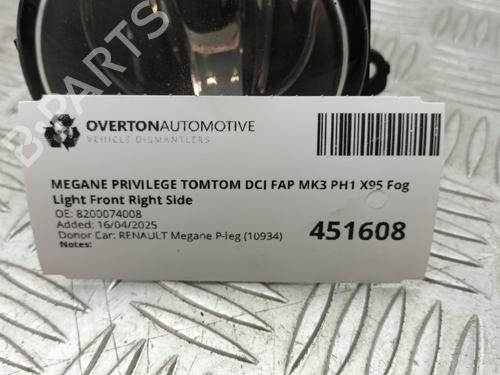 B-PARTS
OVERTONAUTOMOTIVE
VEHICLE DISMANTLERS
MEGANE PRIVILEGE TOMTOM DCI FAP MK3 PH1 X95 Fog
Light Front Right Side
OE: 8200074008
Added: 16/04/2025
Donor Car: RENAULT Megane P-leg (10934)
Notes:
451608